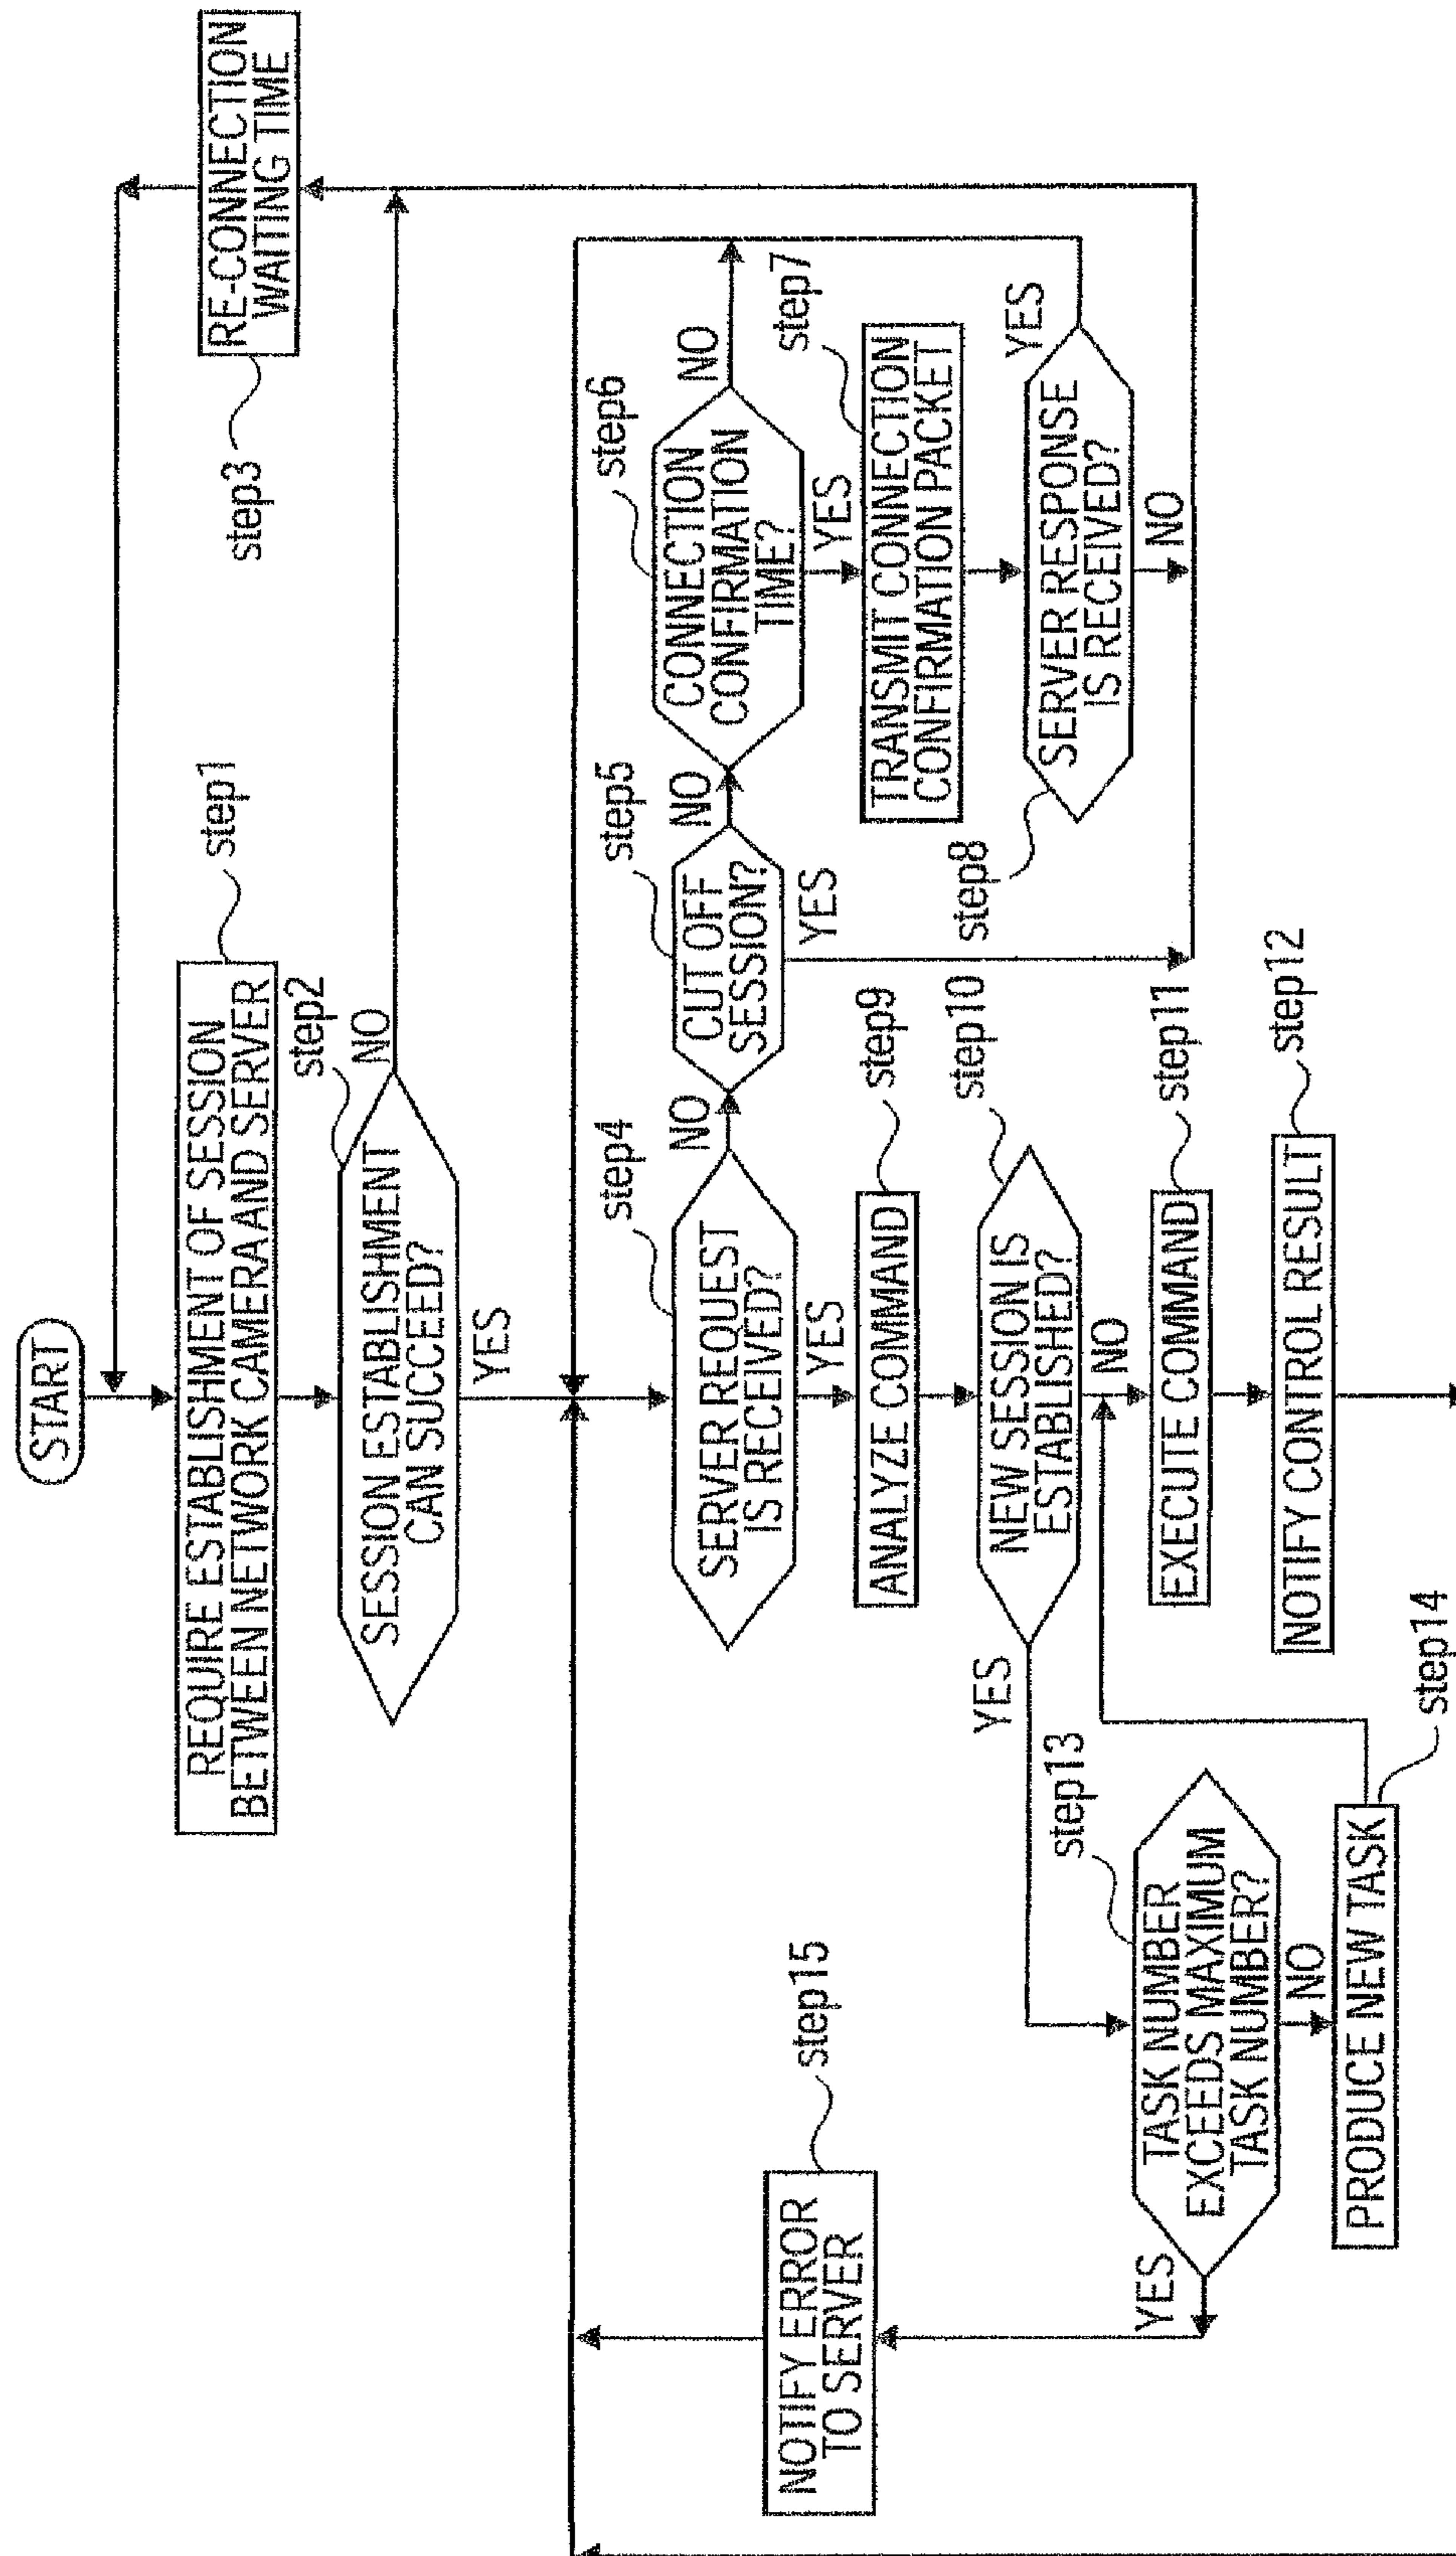 START
REQUIRE ESTABLISHMENT OF SESSION
BETWEEN NETWORK CAMERA AND SERVER
step1
SESSION ESTABLISHMENT
CAN SUCCEED?
step2
NO
YES
RE-CONNECTION
WAITING TIME
step3
SERVER REQUEST
IS RECEIVED?
step4
NO
YES
CUT OFF
SESSION?
step5
NO
YES
CONNECTION
CONFIRMATION
TIME?
step6
NO
YES
TRANSMIT CONNECTION
CONFIRMATION PACKET
step7
SERVER RESPONSE
IS RECEIVED?
step8
YES
NO
ANALYZE COMMAND
step9
NEW SESSION IS
ESTABLISHED?
step10
YES
NO
EXECUTE COMMAND
step11
NOTIFY CONTROL RESULT
step12
TASK NUMBER
EXCEEDS MAXIMUM
TASK NUMBER?
step13
YES
NO
PRODUCE NEW TASK
step14
NOTIFY ERROR
TO SERVER
step15